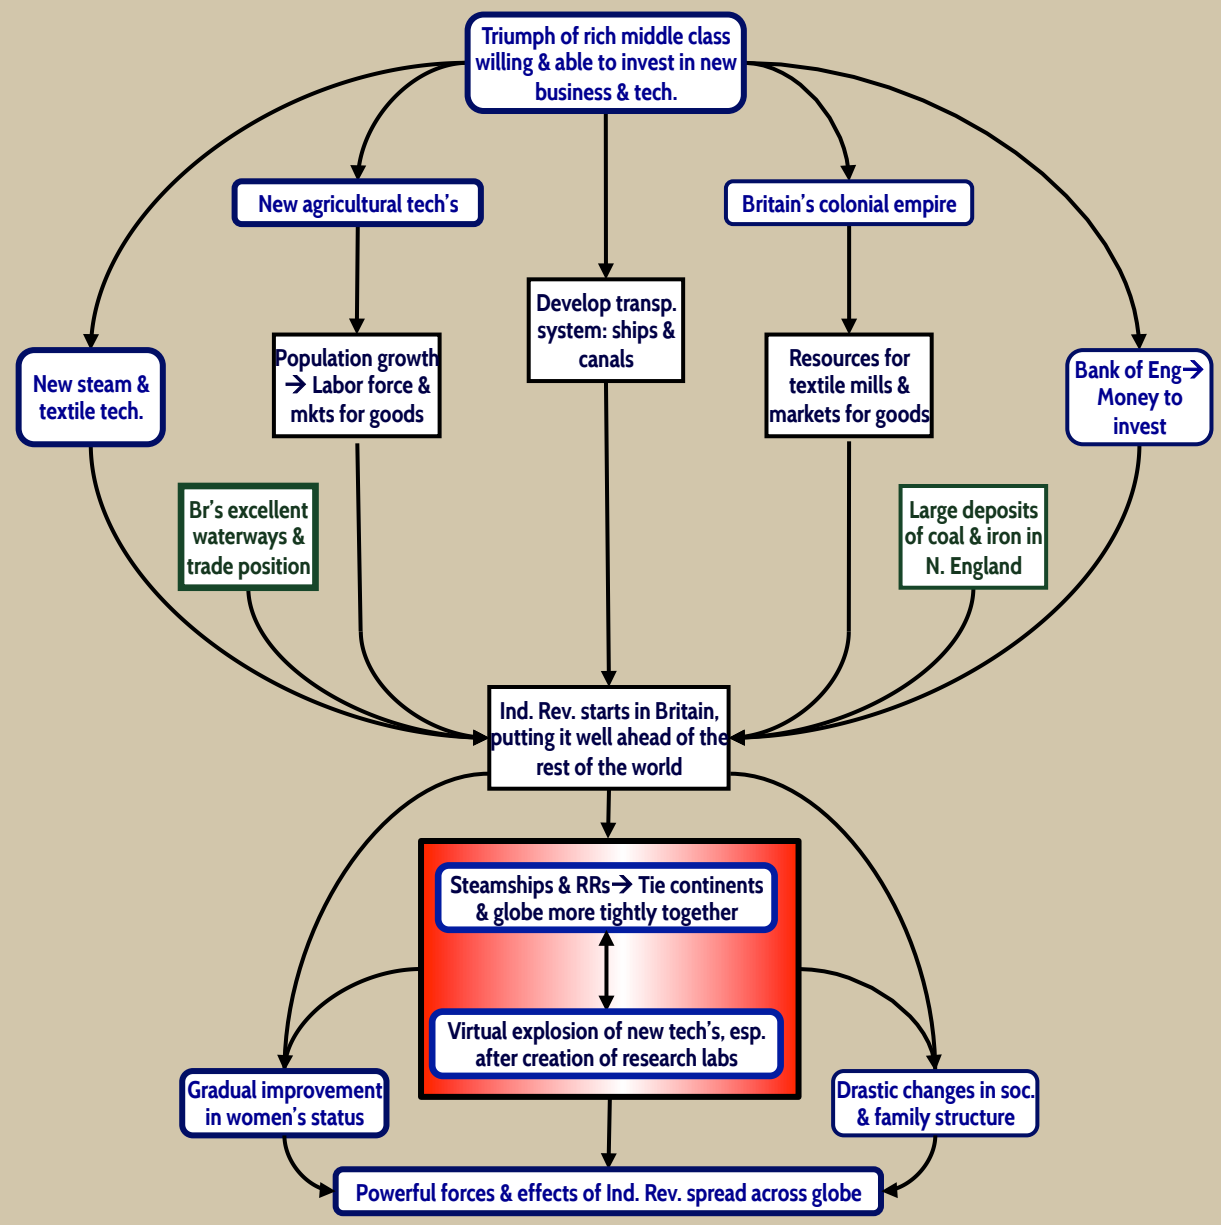 Triumph of rich middle class
willing & able to invest in new
business & tech.
New agricultural tech's
Britain's colonial empire
Develop transp.
system: ships &
canals
Population growth
→ Labor force &
mkts for goods
Resources for
textile mills &
markets for goods
New steam &
textile tech.
Bank of Eng→
Money to
invest
Br's excellent
waterways &
trade position
Large deposits
of coal & iron in
N. England
Ind. Rev. starts in Britain,
putting it well ahead of the
rest of the world
Steamships & RRs→ Tie continents
& globe more tightly together
Virtual explosion of new tech's, esp.
after creation of research labs
Gradual improvement
in women's status
Drastic changes in soc.
& family structure
Powerful forces & effects of Ind. Rev. spread across globe